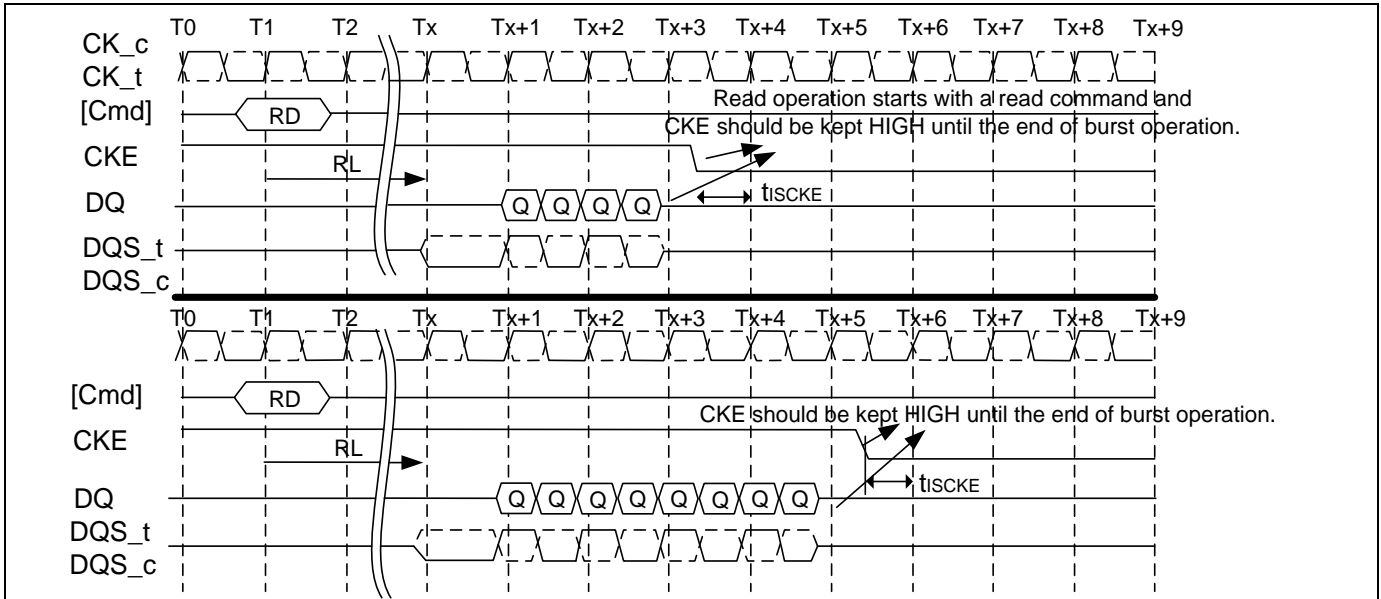 T0 T1 T2 Tx Tx+1 Tx+2 Tx+3 Tx+4 Tx+5 Tx+6 Tx+7 Tx+8 Tx+9
CK_c
CK_t
[Cmd] RD
Read operation starts with a read command and
CKE should be kept HIGH until the end of burst operation.
CKE
RL
tISCKE
DQ Q Q Q Q
DQS_t
DQS_c
T0 T1 T2 Tx Tx+1 Tx+2 Tx+3 Tx+4 Tx+5 Tx+6 Tx+7 Tx+8 Tx+9
[Cmd] RD
CKE should be kept HIGH until the end of burst operation.
CKE
RL
tISCKE
DQ Q Q Q Q Q Q Q Q
DQS_t
DQS_c